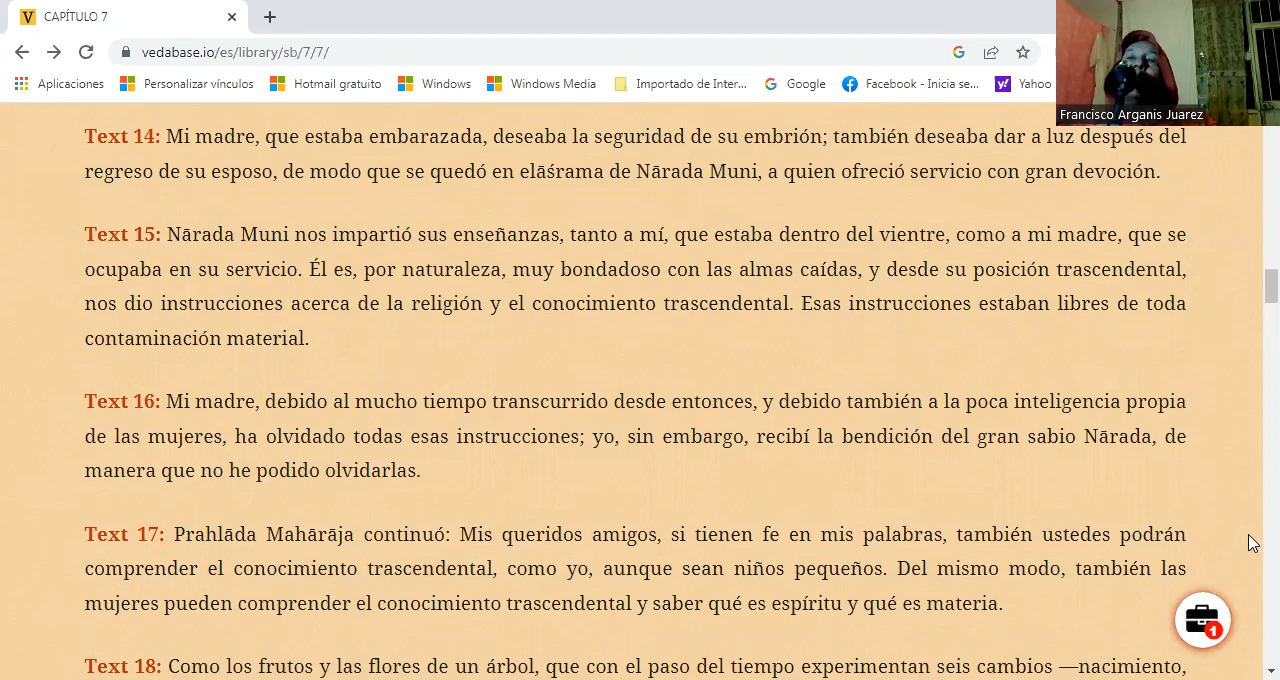 CAPÍTULO 7
vedabase.io/es/library/sb/7/7/
Aplicaciones Personalizar vínculos Hotmail gratuito Windows Windows Media Importado de Inter... Google Facebook - Inicia se... Yahoo
Francisco Arganis Juarez
Text 14: Mi madre, que estaba embarazada, deseaba la seguridad de su embrión; también deseaba dar a luz después del
regreso de su esposo, de modo que se quedó en elāśrama de Nārada Muni, a quien ofreció servicio con gran devoción.
Text 15: Nārada Muni nos impartió sus enseñanzas, tanto a mí, que estaba dentro del vientre, como a mi madre, que se
ocupaba en su servicio. Él es, por naturaleza, muy bondadoso con las almas caídas, y desde su posición trascendental,
nos dio instrucciones acerca de la religión y el conocimiento trascendental. Esas instrucciones estaban libres de toda
contaminación material.
Text 16: Mi madre, debido al mucho tiempo transcurrido desde entonces, y debido también a la poca inteligencia propia
de las mujeres, ha olvidado todas esas instrucciones; yo, sin embargo, recibí la bendición del gran sabio Nārada, de
manera que no he podido olvidarlas.
Text 17: Prahlāda Mahārāja continuó: Mis queridos amigos, si tienen fe en mis palabras, también ustedes podrán
comprender el conocimiento trascendental, como yo, aunque sean niños pequeños. Del mismo modo, también las
mujeres pueden comprender el conocimiento trascendental y saber qué es espíritu y qué es materia.
1
Text 18: Como los frutos y las flores de un árbol, que con el paso del tiempo experimentan seis cambios —nacimiento,